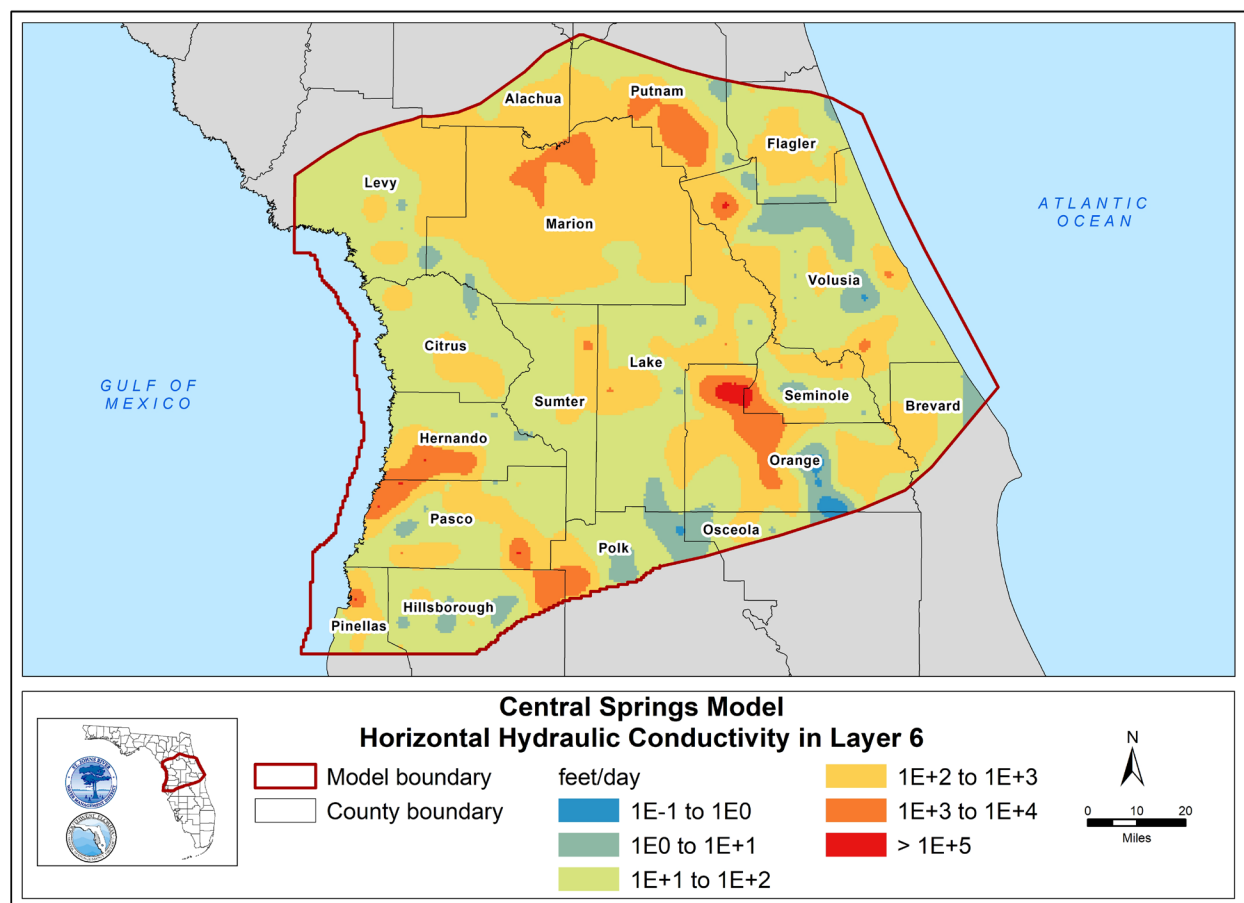 Alachua
Putnam
Flagler
Levy
Marion
ATLANTIC
OCEAN
Volusia
Citrus
Lake
GULF OF
MEXICO
Sumter
Seminole
Brevard
Hernando
Orange
Pasco
Osceola
Polk
Hillsborough
Pinellas
Central Springs Model
Horizontal Hydraulic Conductivity in Layer 6
Model boundary
County boundary
feet/day
1E-1 to 1E0
1E0 to 1E+1
1E+1 to 1E+2
1E+2 to 1E+3
1E+3 to 1E+4
> 1E+5
N
0 5 10 20
Miles